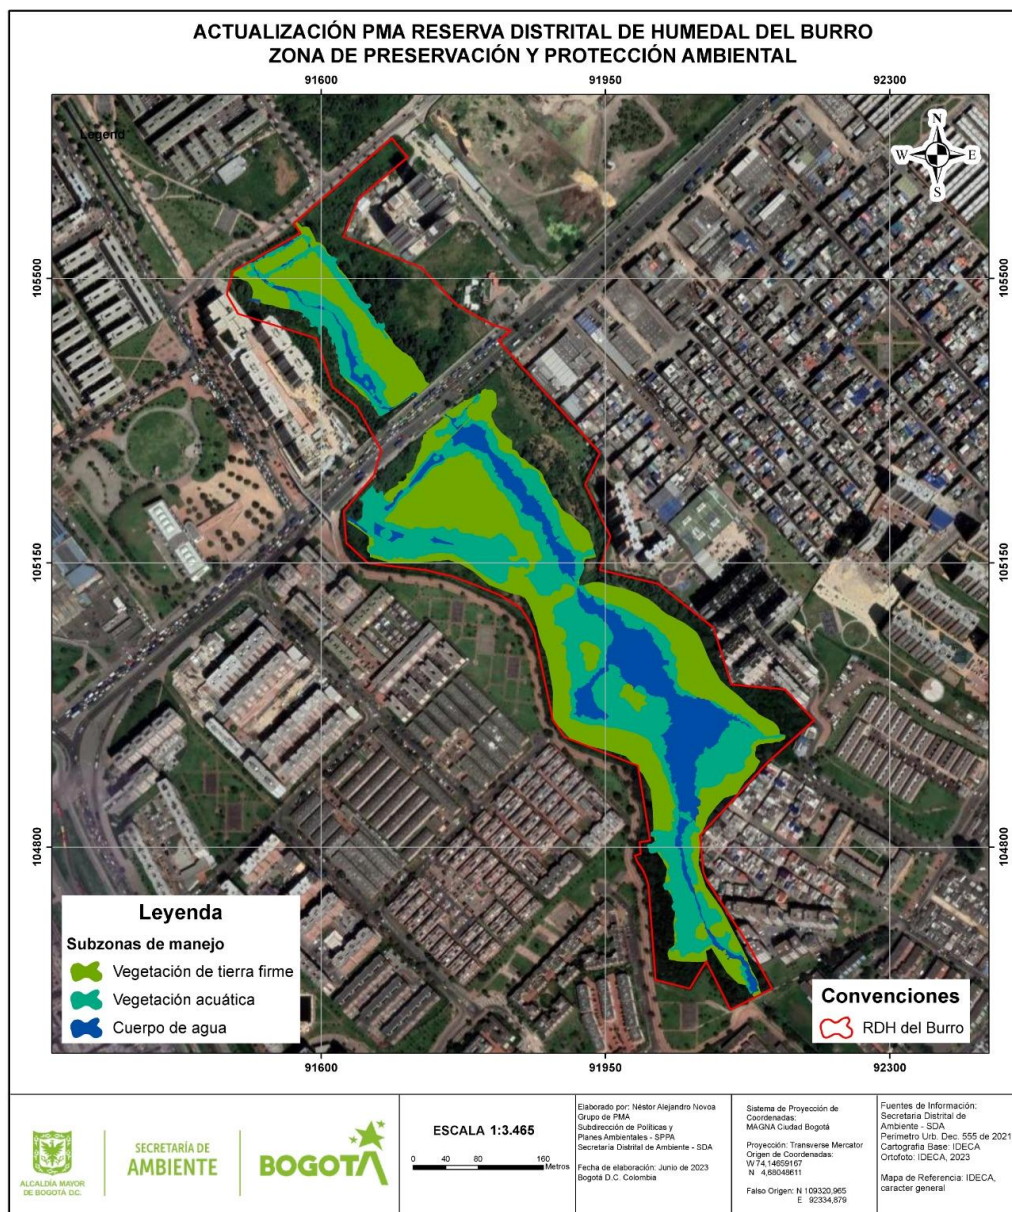 ACTUALIZACIÓN PMA RESERVA DISTRITAL DE HUMEDAL DEL BURRO
ZONA DE PRESERVACIÓN Y PROTECCIÓN AMBIENTAL
91600
91950
92300
Legend
N
W
E
S
105500
105500
105150
105150
104800
104800
Leyenda
Subzonas de manejo
Vegetación de tierra firme
Vegetación acuática
Cuerpo de agua
Convenciones
RDH del Burro
91600
91950
92300
ALCALDÍA MAYOR
DE BOGOTÁ D.C.
SECRETARÍA DE
AMBIENTE
BOGOTÁ
ESCALA 1:3.465
0
40
80
160
Metros
Elaborado por: Néstor Alejandro Novoa
Grupo de PMA
Subdirección de Políticas y
Planes Ambientales - SPPA
Secretaría Distrital de Ambiente - SDA
Fecha de elaboración: Junio de 2023
Bogotá D.C. Colombia
Sistema de Proyección de
Coordenadas:
MAGNA Ciudad Bogotá
Proyección: Transverse Mercator
Origen de Coordenadas:
W 74,14659167
N 4,68048611
Falso Origen: N 109320,965
E 92334,879
Fuentes de Información:
Secretaria Distrital de
Ambiente - SDA
Perímetro Urb. Dec. 555 de 2021
Cartografía Base: IDECA
Ortofoto: IDECA, 2023
Mapa de Referencia: IDECA,
caracter general